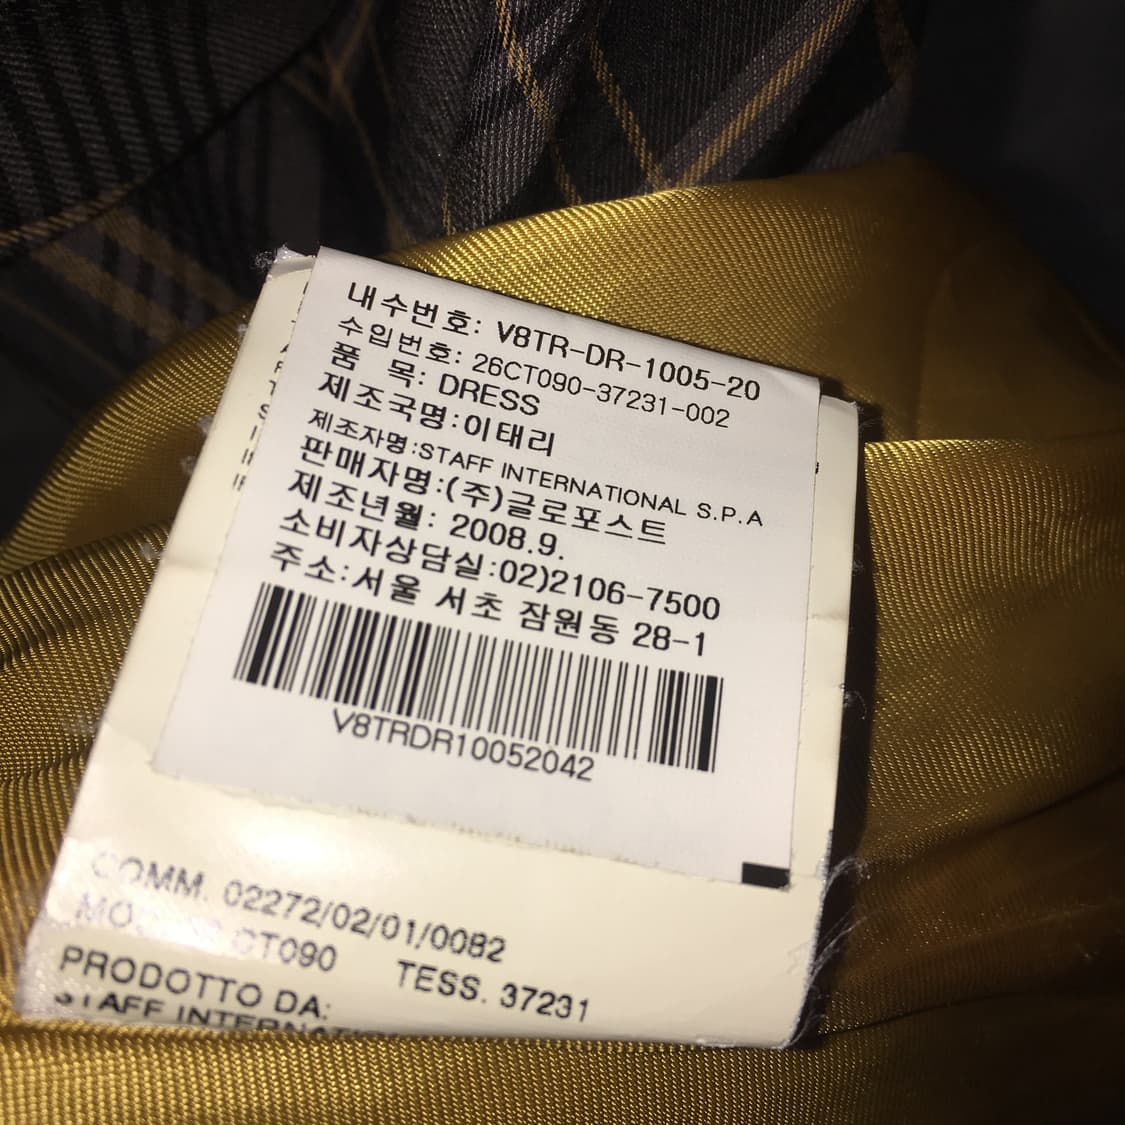 내수번호: V8TR-DR-1005-20
수입번호: 26CT090-37231-002
품 목: DRESS
제조국명:이태리
제조자명:STAFF INTERNATIONAL S.P.A
판매자명:(주)글로포스트
제조년월: 2008.9.
소비자상담실:02)2106-7500
주소:서울 서초 잠원동 28-1
V8TRDR10052042
COMM. 02272/02/01/0082
CT090 TESS. 37231
PRODOTTO DA:
STAFF